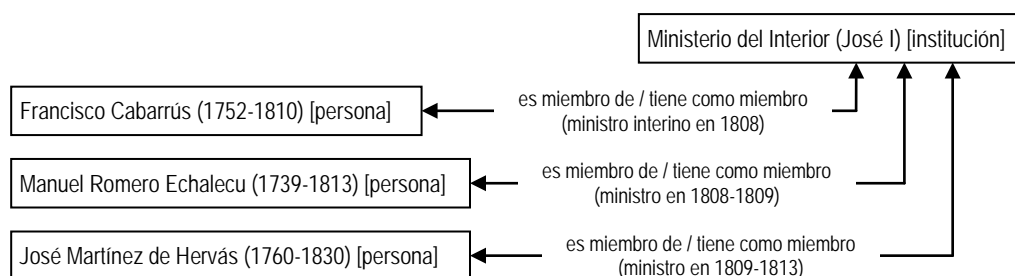 Ministerio del Interior (José I) [institución]
Francisco Cabarrús (1752-1810) [persona]
es miembro de / tiene como miembro
(ministro interino en 1808)
Manuel Romero Echalecu (1739-1813) [persona]
es miembro de / tiene como miembro
(ministro en 1808-1809)
José Martínez de Hervás (1760-1830) [persona]
es miembro de / tiene como miembro
(ministro en 1809-1813)